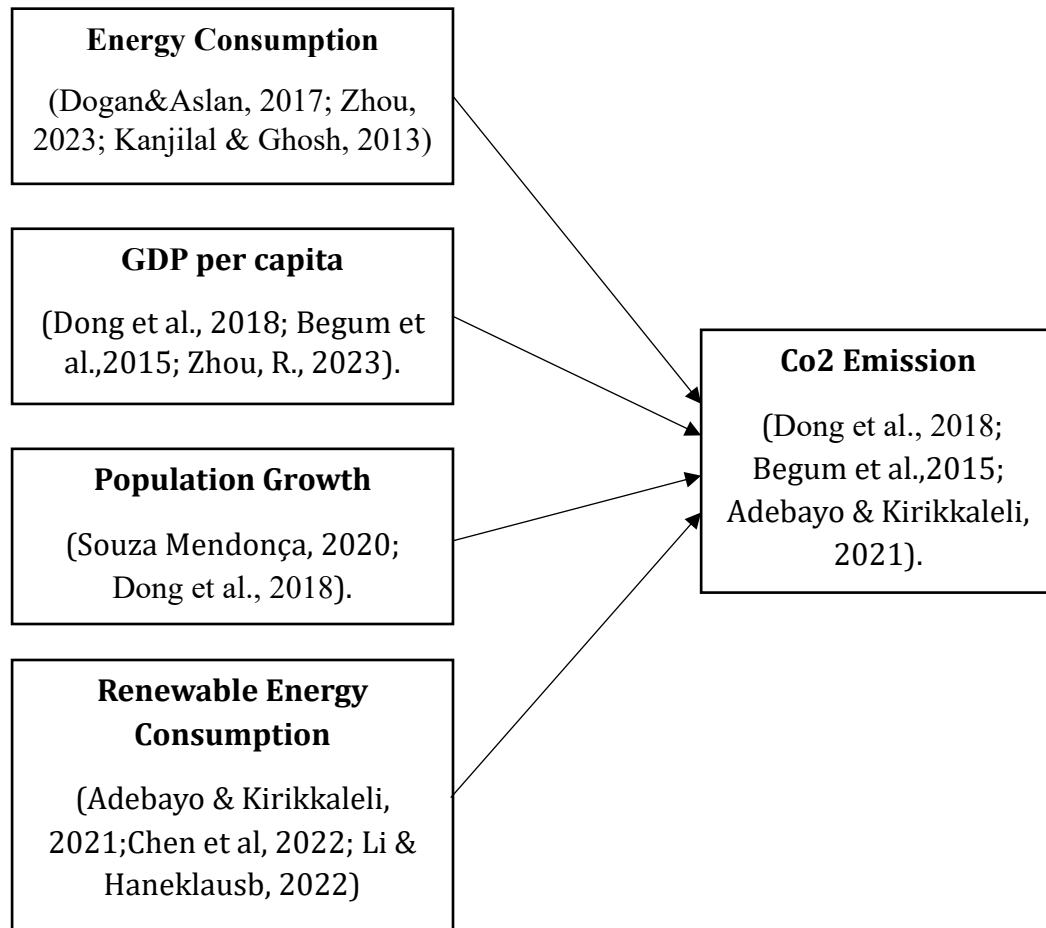 Energy Consumption
(Dogan&Aslan, 2017; Zhou,
2023; Kanjilal & Ghosh, 2013)
GDP per capita
(Dong et al., 2018; Begum et
al.,2015; Zhou, R., 2023).
Population Growth
(Souza Mendonça, 2020;
Dong et al., 2018).
Renewable Energy
Consumption
(Adebayo & Kirikkaleli,
2021;Chen et al, 2022; Li &
Haneklausb, 2022)
Co2 Emission
(Dong et al., 2018;
Begum et al.,2015;
Adebayo & Kirikkaleli,
2021).